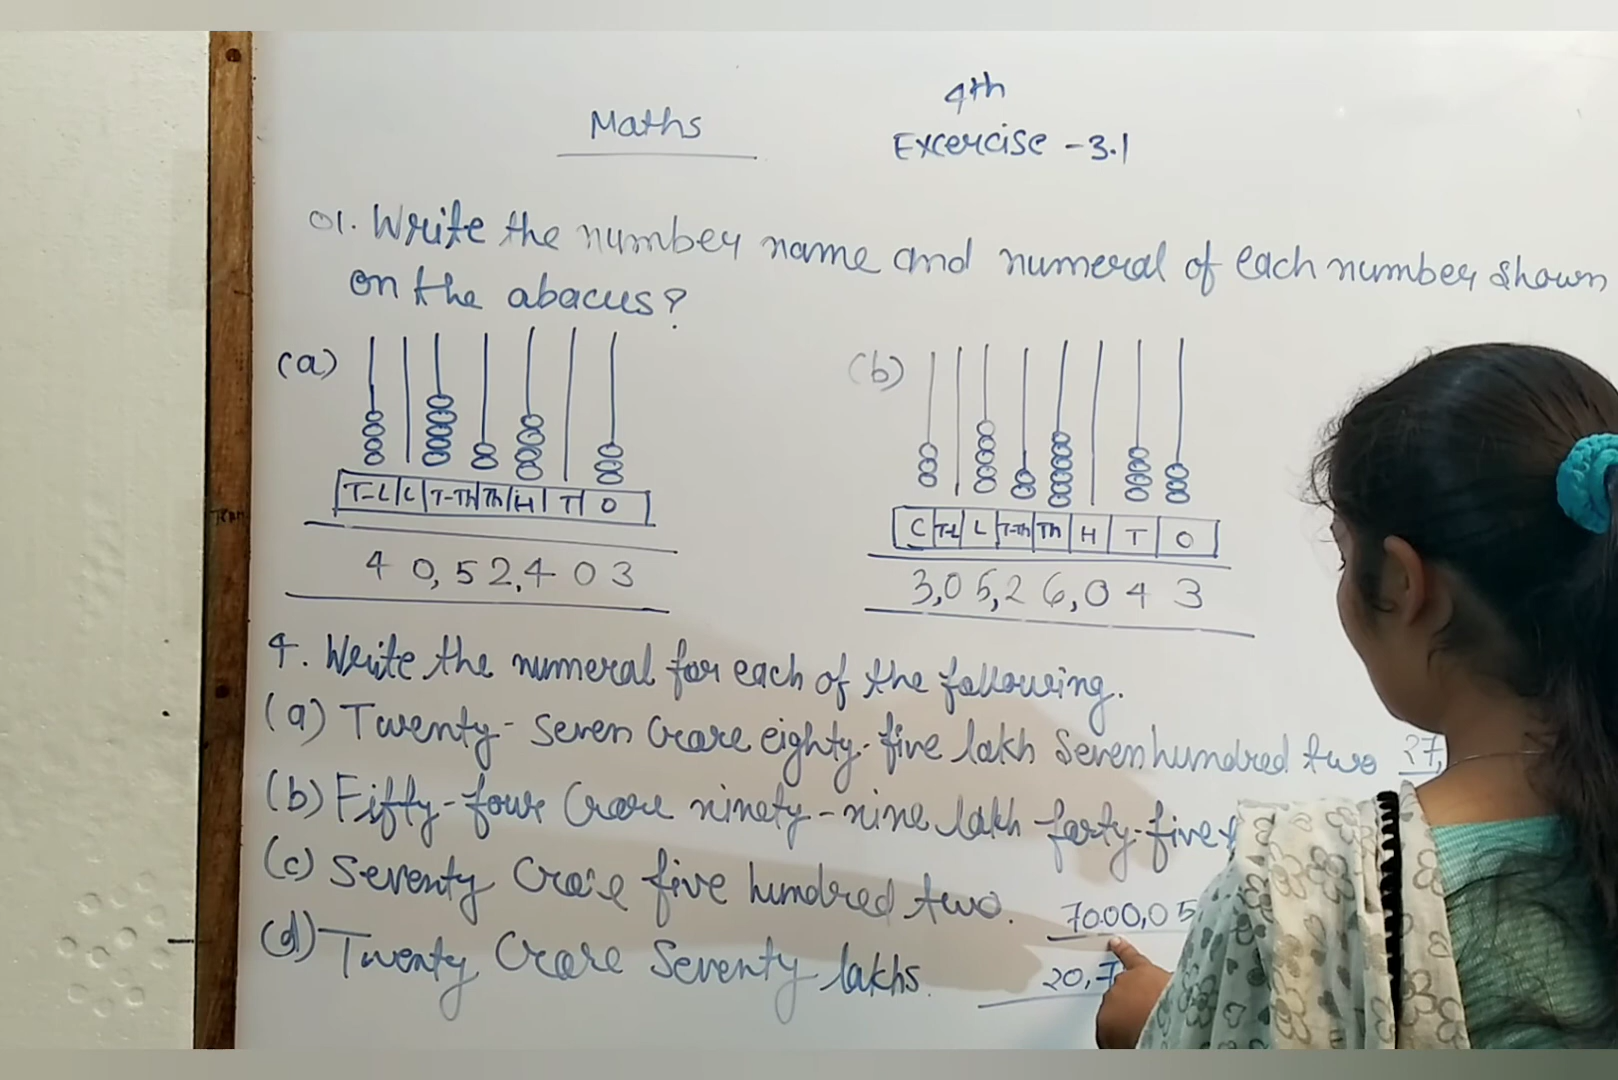 Maths
4th
Excercise - 3.1
01. Write the number name and numeral of each number shown
on the abacus?
(a)
(b)
T-L L T-Th Th H T O
C T-L L T-Th Th H T O
4 0,5 2,4 0 3
3,0 5,2 6,0 4 3
4. Write the numeral for each of the following.
(a) Twenty-seven Crore eighty-five lakh Seven hundred two 27,
(b) Fifty-four Crore ninety-nine lakh forty-five
(c) Seventy Crore five hundred two. 7000,05
(d) Twenty Crore Seventy lakhs. 20,7